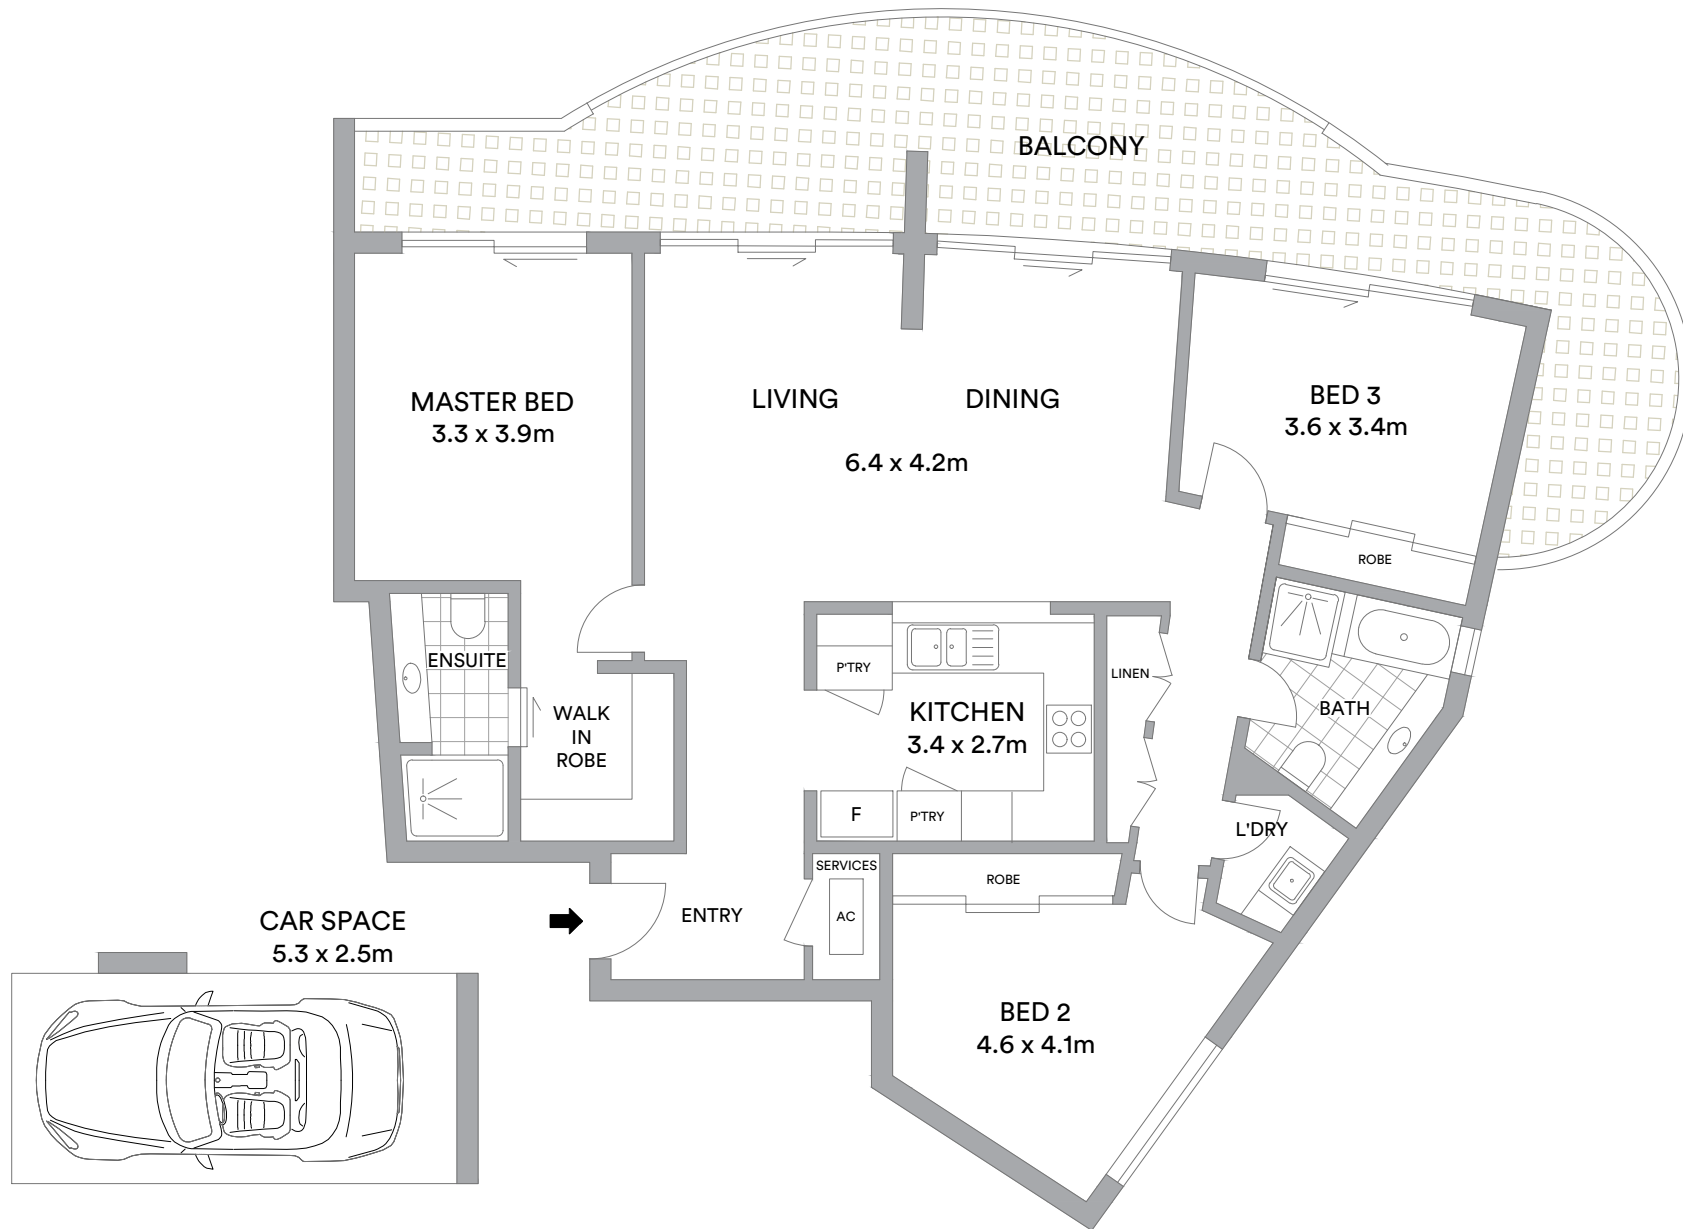 BALCONY
MASTER BED
3.3 x 3.9m
LIVING
DINING
6.4 x 4.2m
BED 3
3.6 x 3.4m
ROBE
ENSUITE
WALK
IN
ROBE
P'TRY
KITCHEN
3.4 x 2.7m
LINEN
BATH
F
P'TRY
L'DRY
SERVICES
AC
ROBE
ENTRY
CAR SPACE
5.3 x 2.5m
BED 2
4.6 x 4.1m